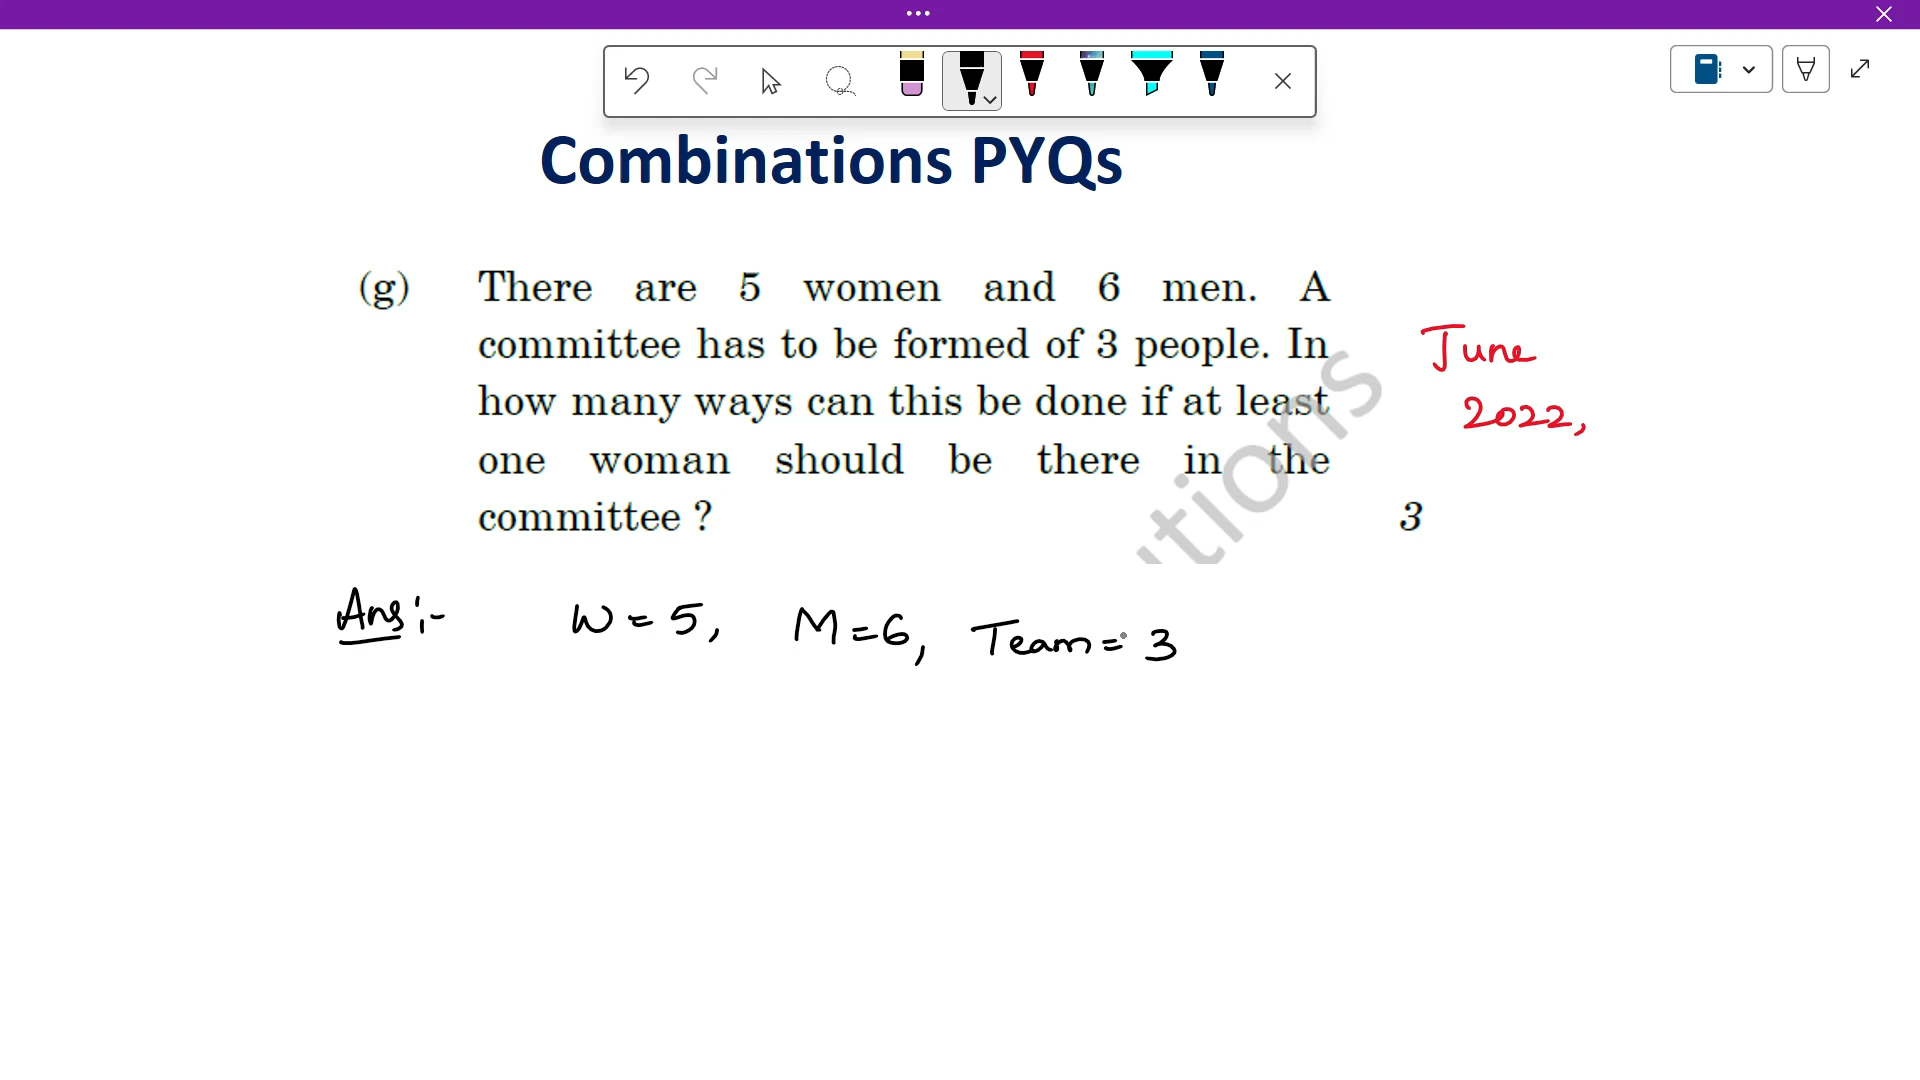 Combinations PYQs
(g) There are 5 women and 6 men. A
committee has to be formed of 3 people. In
how many ways can this be done if at least
one woman should be there in the
committee ? 3
June
2022,
tions
Ans:- W = 5, M = 6, Team = 3